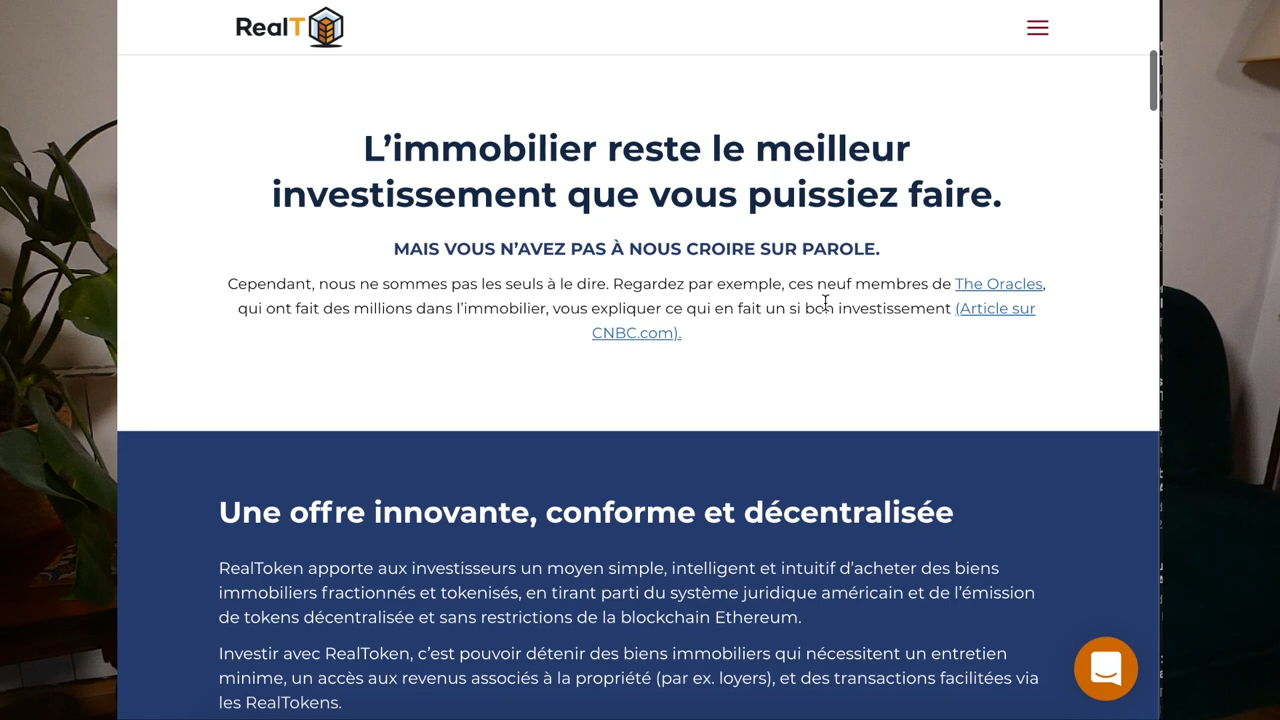 RealT
L’immobilier reste le meilleur
investissement que vous puissiez faire.
MAIS VOUS N’AVEZ PAS À NOUS CROIRE SUR PAROLE.
Cependant, nous ne sommes pas les seuls à le dire. Regardez par exemple, ces neuf membres de The Oracles,
qui ont fait des millions dans l’immobilier, vous expliquer ce qui en fait un si bon investissement (Article sur
CNBC.com).
Une offre innovante, conforme et décentralisée
RealToken apporte aux investisseurs un moyen simple, intelligent et intuitif d’acheter des biens
immobiliers fractionnés et tokenisés, en tirant parti du système juridique américain et de l’émission
de tokens décentralisée et sans restrictions de la blockchain Ethereum.
Investir avec RealToken, c’est pouvoir détenir des biens immobiliers qui nécessitent un entretien
minime, un accès aux revenus associés à la propriété (par ex. loyers), et des transactions facilitées via
les RealTokens.